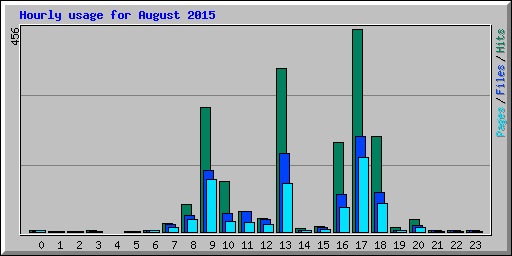 Hourly usage for August 2015
456
Pages/Files/Hits
0 1 2 3 4 5 6 7 8 9 10 11 12 13 14 15 16 17 18 19 20 21 22 23